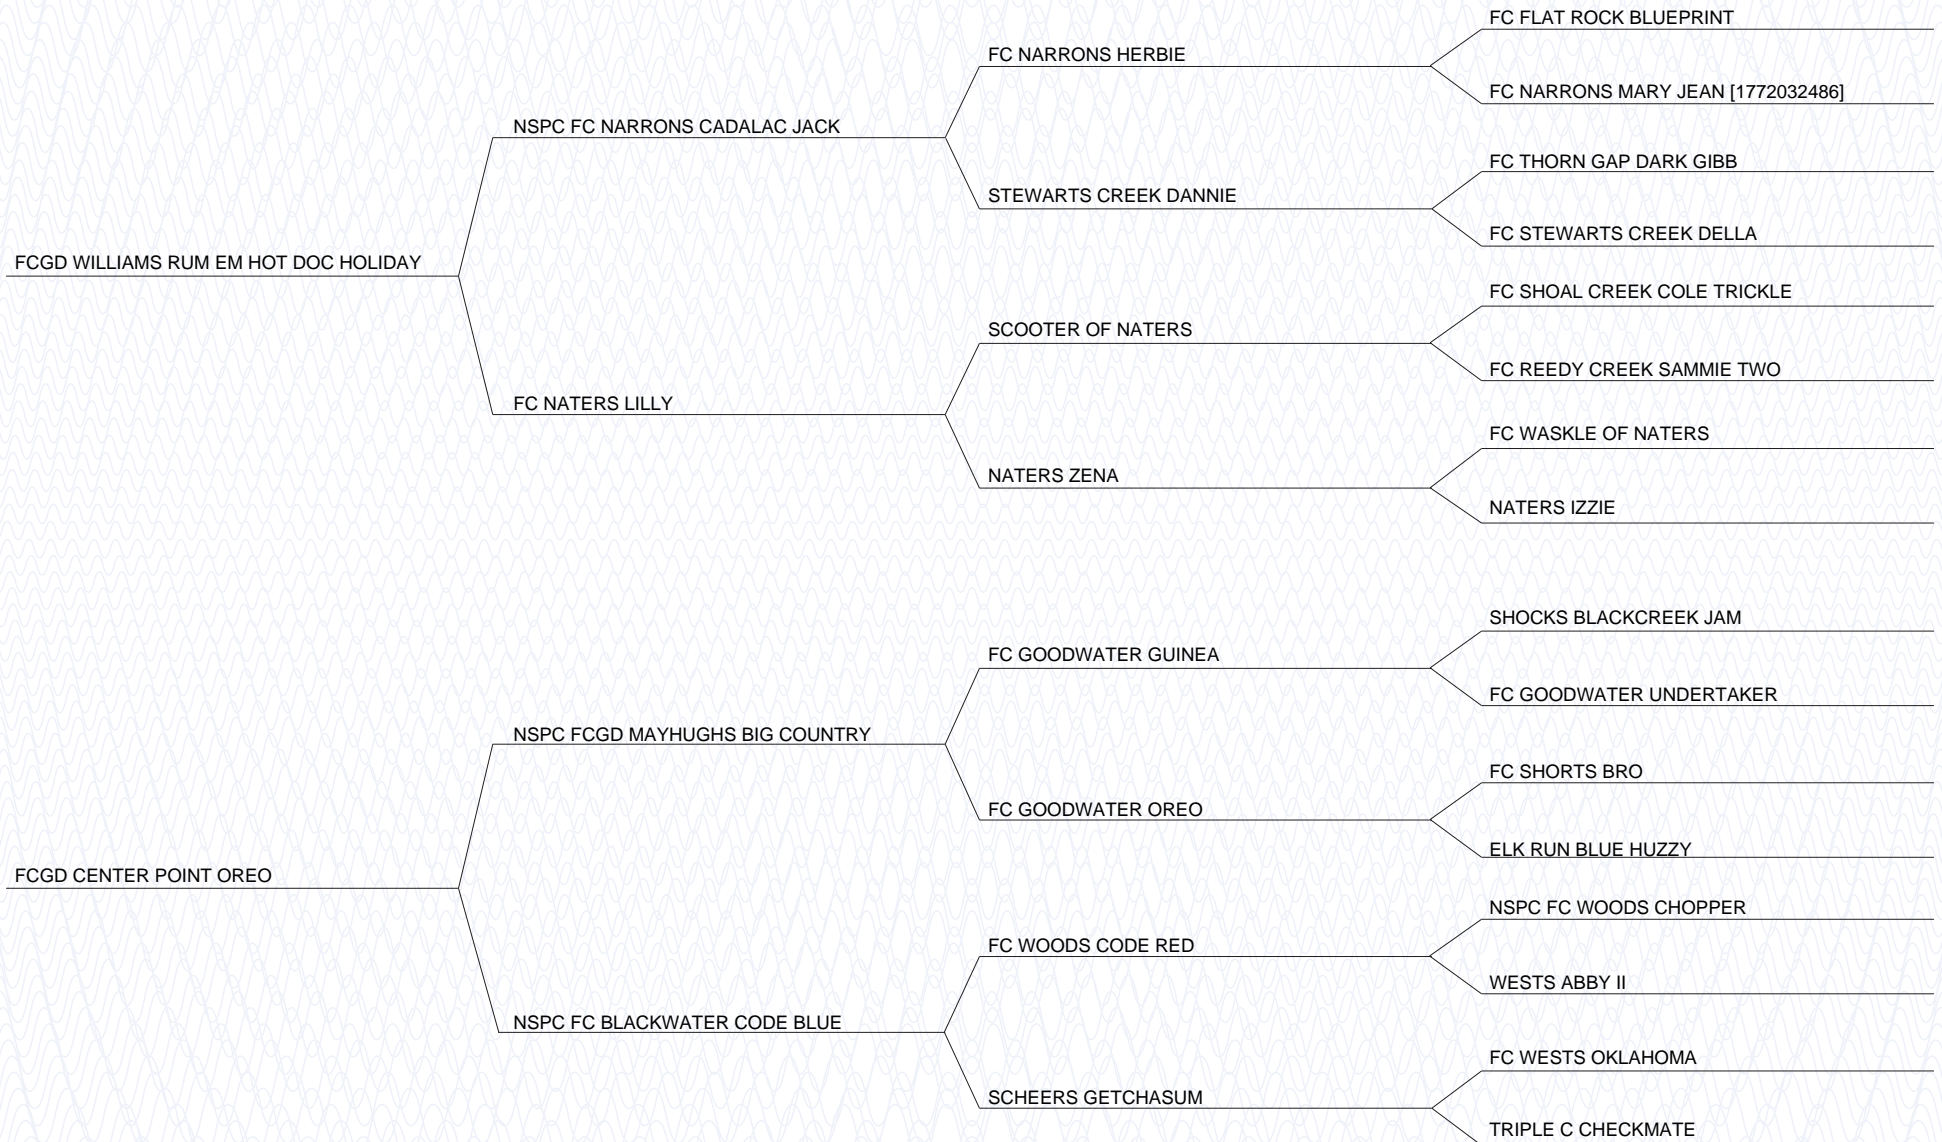 FC FLAT ROCK BLUEPRINT
FC NARRONS HERBIE
FC NARRONS MARY JEAN [1772032486]
NSPC FC NARRONS CADALAC JACK
FC THORN GAP DARK GIBB
STEWARTS CREEK DANNIE
FC STEWARTS CREEK DELLA
FCGD WILLIAMS RUM EM HOT DOC HOLIDAY
FC SHOAL CREEK COLE TRICKLE
SCOOTER OF NATERS
FC REEDY CREEK SAMMIE TWO
FC NATERS LILLY
FC WASKLE OF NATERS
NATERS ZENA
NATERS IZZIE
SHOCKS BLACKCREEK JAM
FC GOODWATER GUINEA
FC GOODWATER UNDERTAKER
NSPC FCGD MAYHUGHS BIG COUNTRY
FC SHORTS BRO
FC GOODWATER OREO
ELK RUN BLUE HUZZY
FCGD CENTER POINT OREO
NSPC FC WOODS CHOPPER
FC WOODS CODE RED
WESTS ABBY II
NSPC FC BLACKWATER CODE BLUE
FC WESTS OKLAHOMA
SCHEERS GETCHASUM
TRIPLE C CHECKMATE